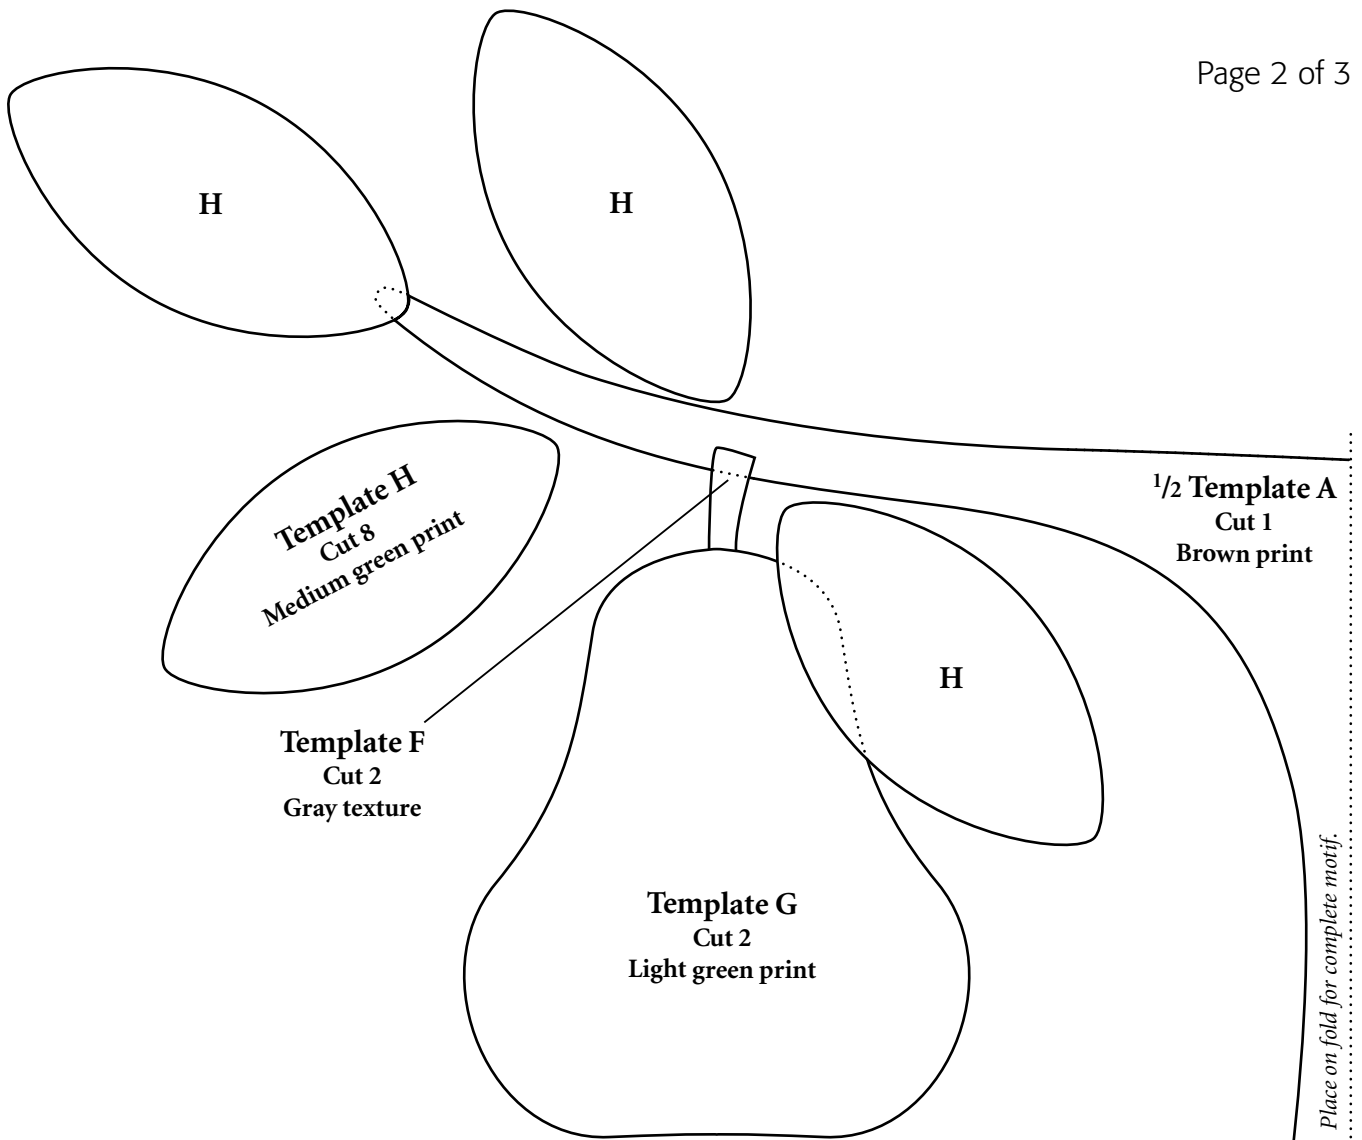 Page 2 of 3
H
H
Template H
Cut 8
Medium green print
1/2 Template A
Cut 1
Brown print
H
Template F
Cut 2
Gray texture
Template G
Cut 2
Light green print
Place on fold for complete motif.